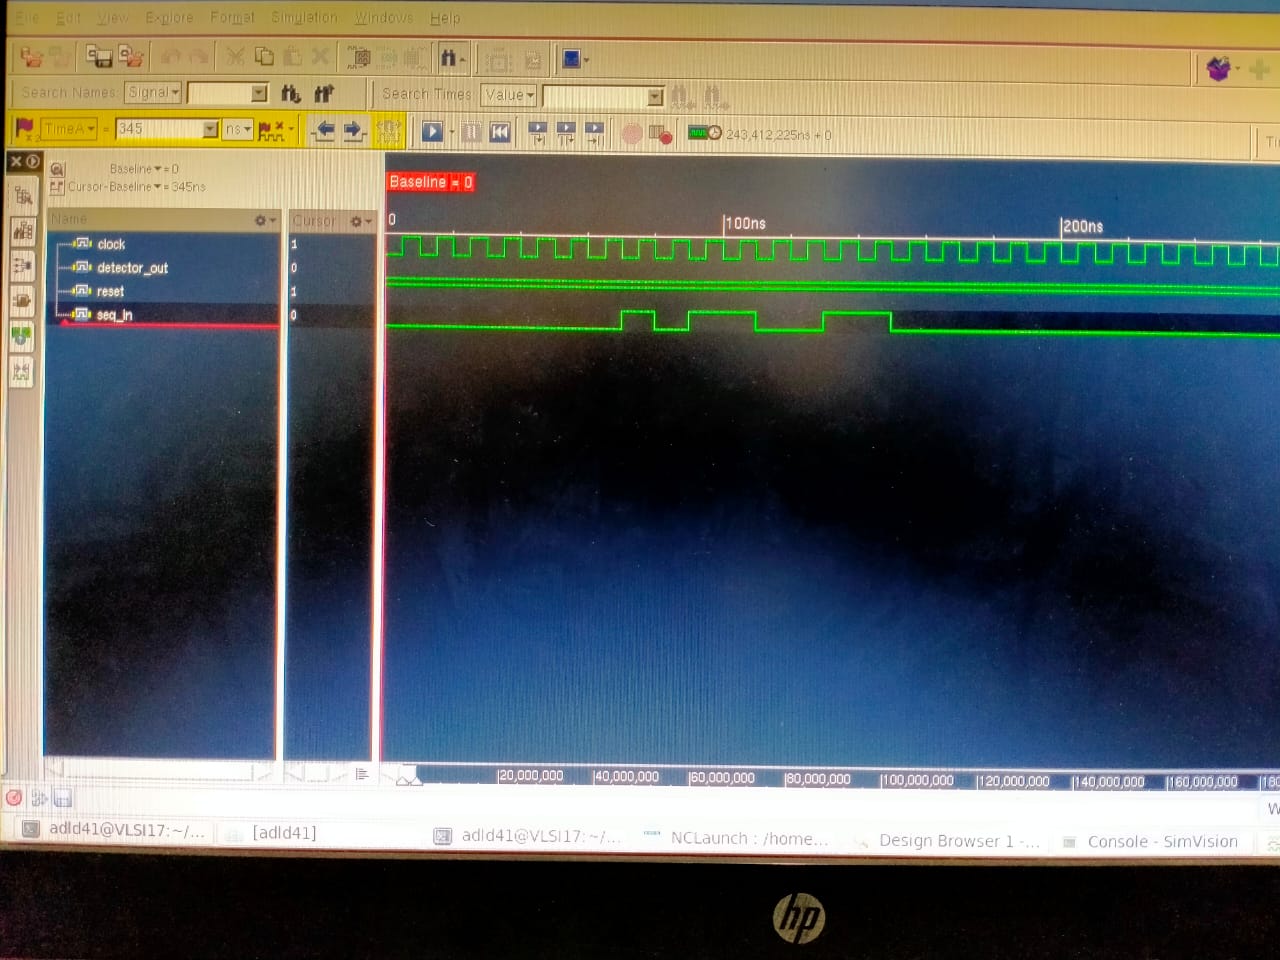 File Edit View Explore Format Simulation Windows Help
Search Names: Signal Search Times: Value
TimeA = 345 ns 243,412,225ns + 0
Baseline = 0
Cursor-Baseline = 345ns
Baseline = 0
Name Cursor
0 100ns 200ns
clock 1
detector_out 0
reset 1
seq_in 0
20,000,000 40,000,000 60,000,000 80,000,000 100,000,000 120,000,000 140,000,000 160,000,000
adld41@VLSI17:~/... [adld41] adld41@VLSI17:~/... NCLaunch : /home... Design Browser 1 -... Console - SimVision
hp